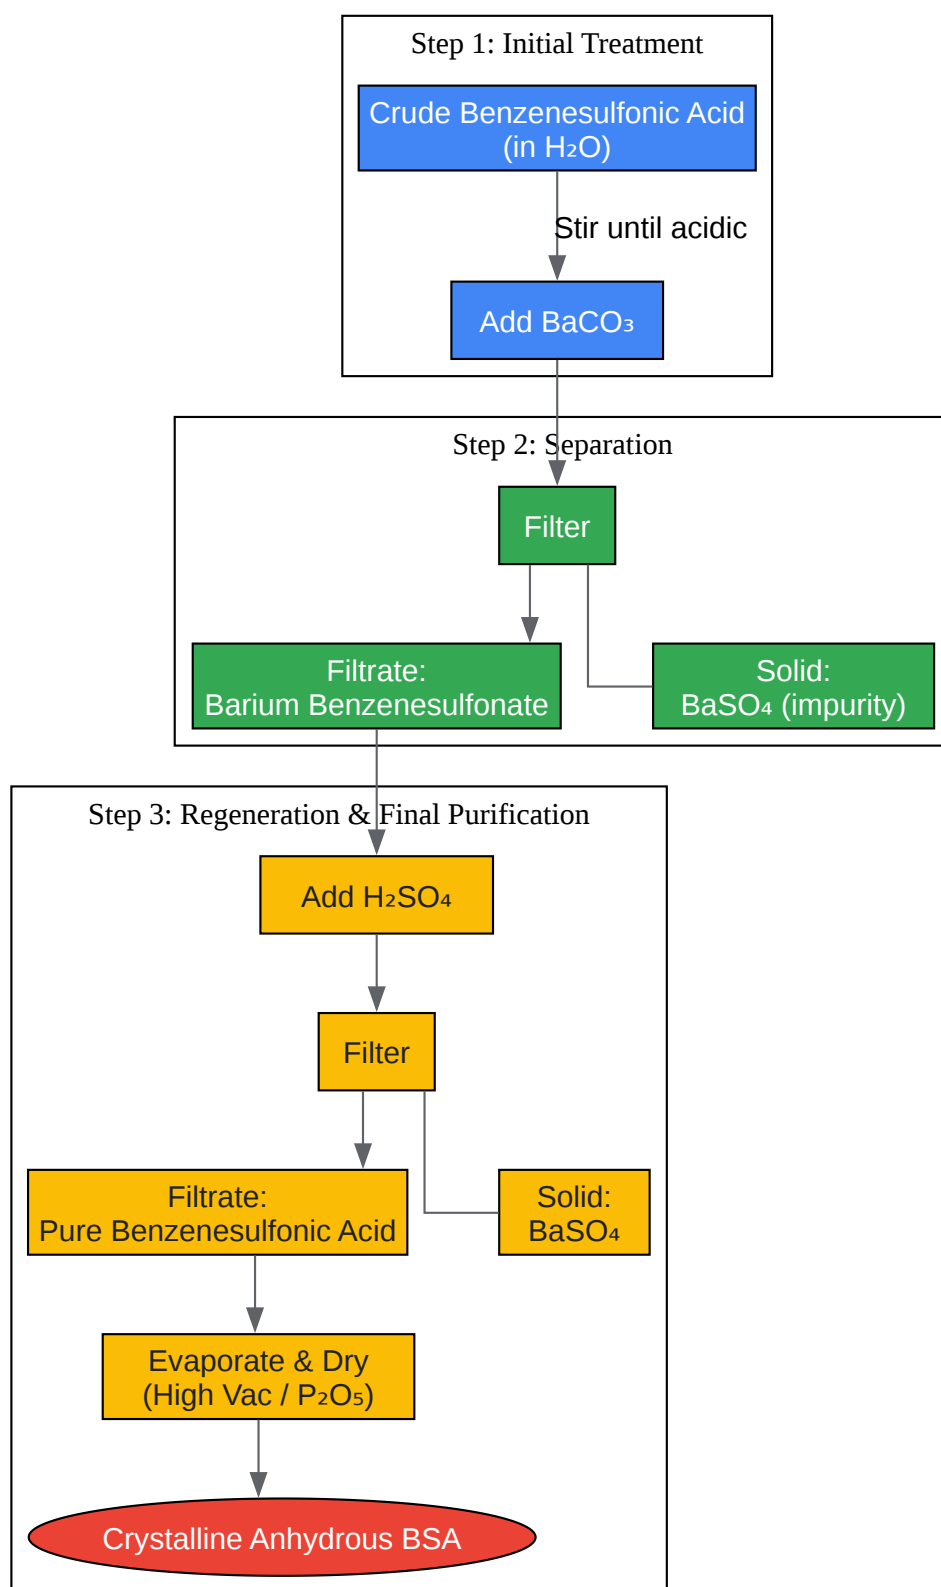 Step 1: Initial Treatment
Crude Benzenesulfonic Acid
(in H₂O)
Stir until acidic
Add BaCO₃
Step 2: Separation
Filter
Filtrate:
Barium Benzenesulfonate
Solid:
BaSO₄ (impurity)
Step 3: Regeneration & Final Purification
Add H₂SO₄
Filter
Filtrate:
Pure Benzenesulfonic Acid
Solid:
BaSO₄
Evaporate & Dry
(High Vac / P₂O₅)
Crystalline Anhydrous BSA